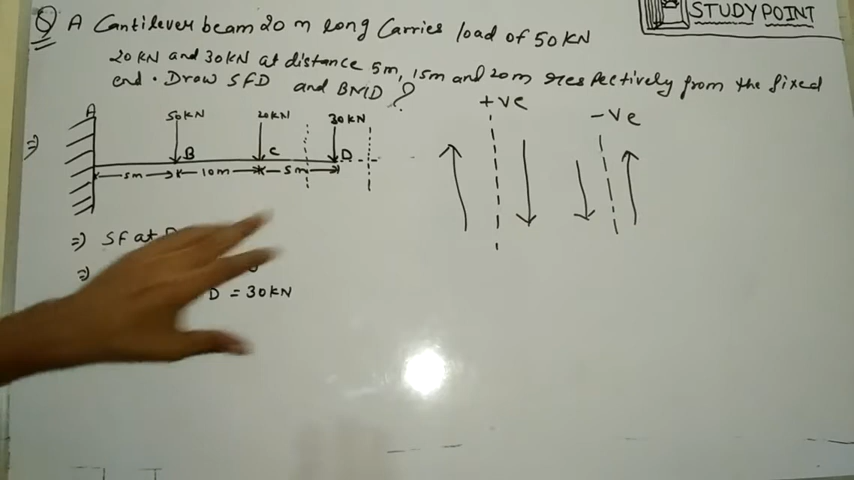 STUDY POINT
Q A Cantilever beam 20 m long Carries load of 50 KN
20 KN and 30 KN at distance 5m, 15m and 20m respectively from the fixed
end. Draw SFD and BMD ?
+ve
-ve
A
50KN
20KN
30KN
B
C
D
5m
10m
5m
=>
=> SF at
=>
D = 30KN